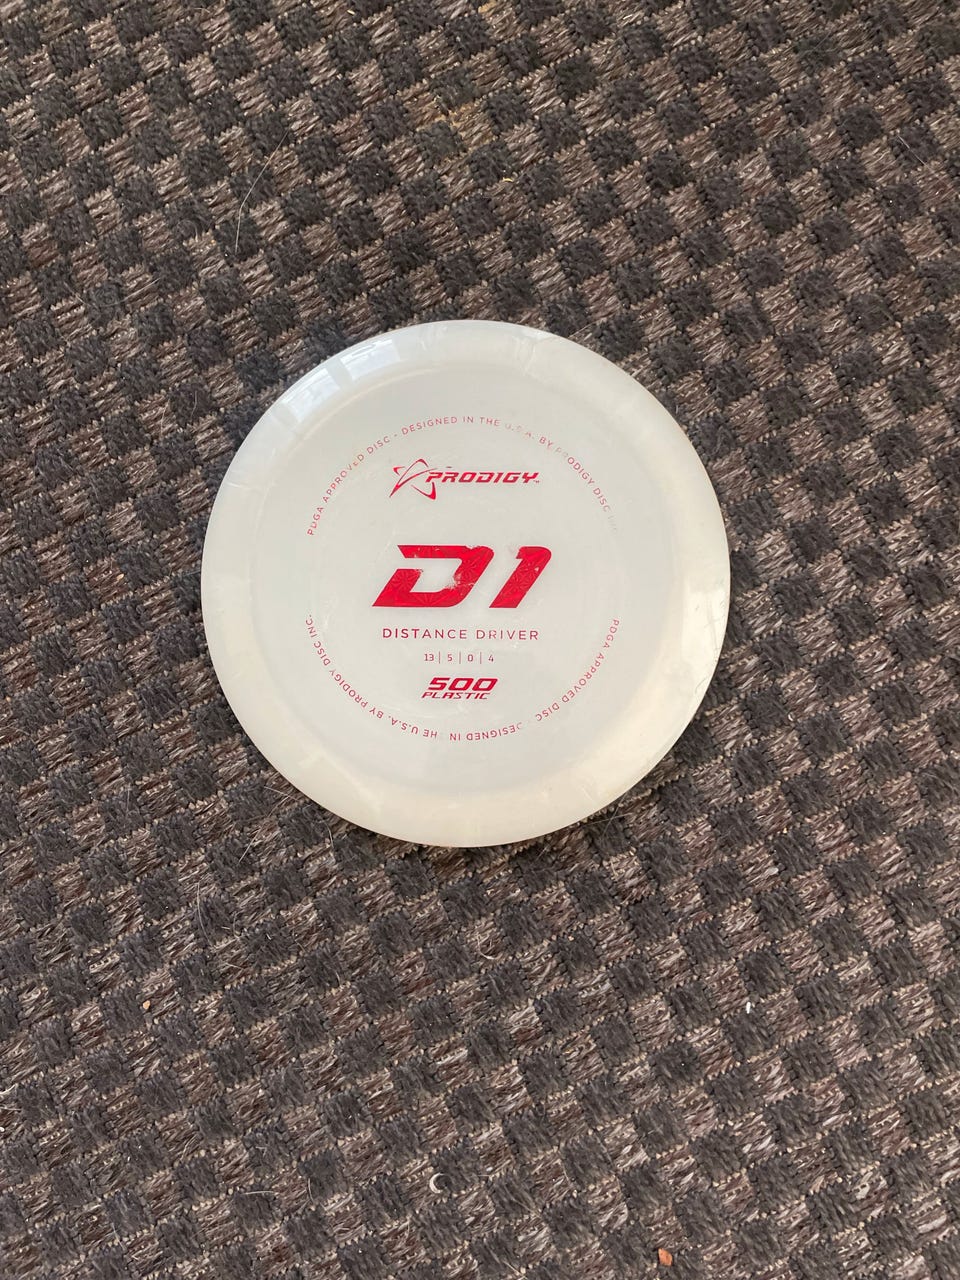 PDGA APPROVED DISC - DESIGNED IN THE U.S.A. BY PRODIGY DISC INC.
PRODIGY
D1
DISTANCE DRIVER
13 | 5 | 0 | 4
500
PLASTIC
PDGA APPROVED DISC DESIGNED IN THE U.S.A. BY PRODIGY DISC INC.